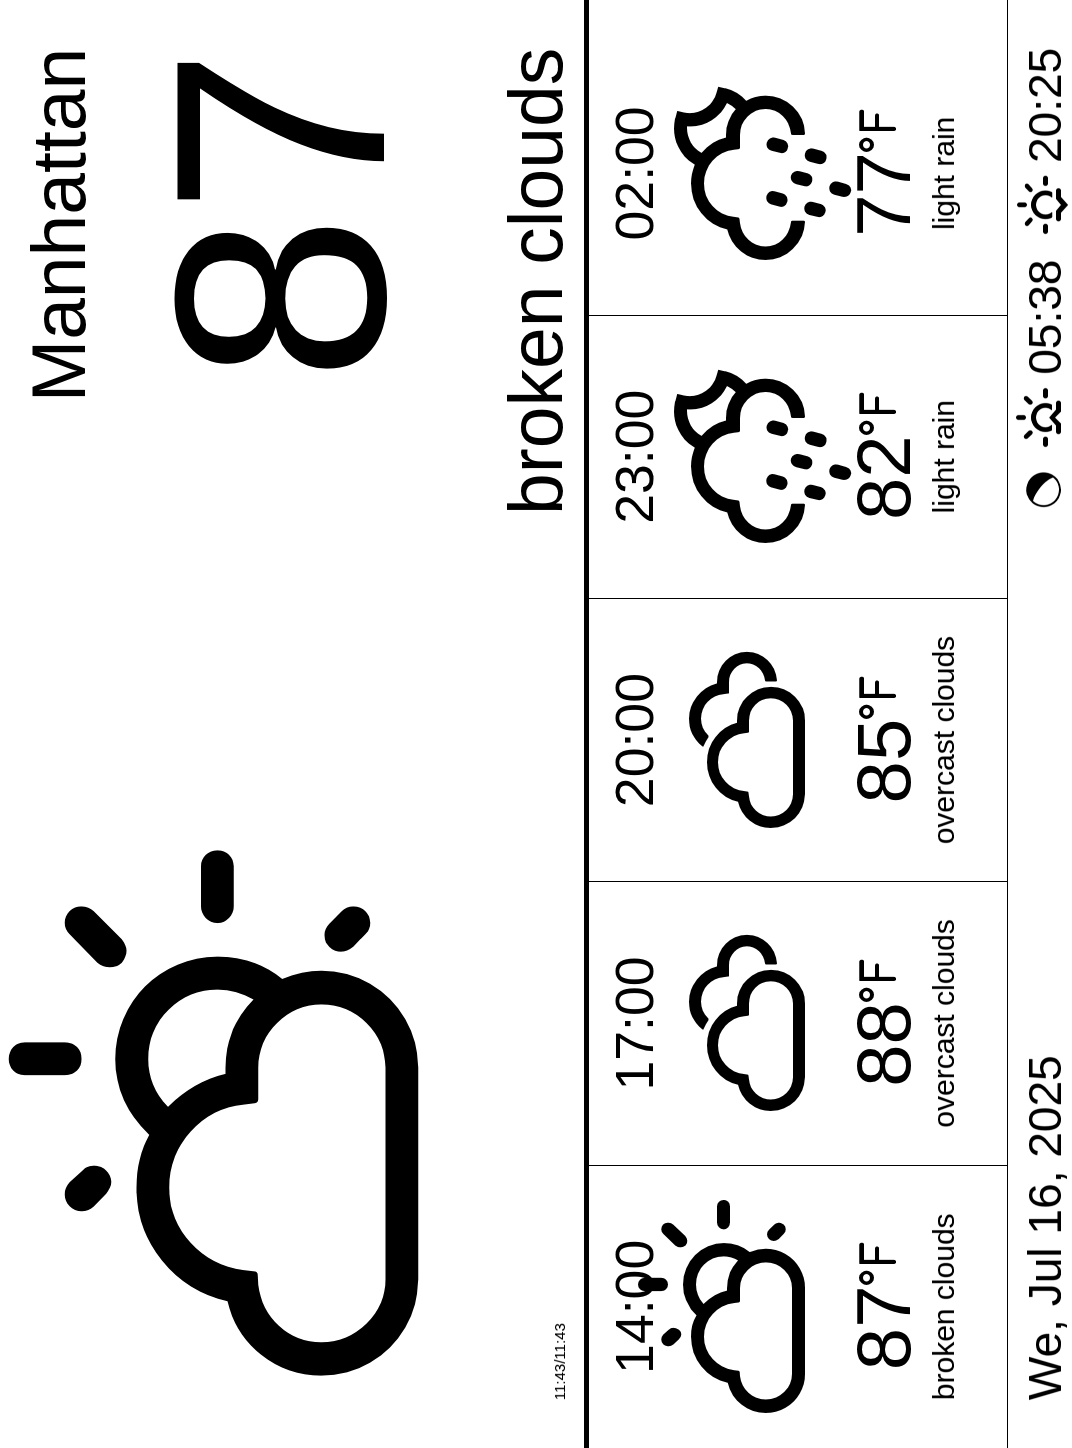 Manhattan
87
broken clouds
11:43/11:43
14:00 17:00 20:00 23:00 02:00
87°F 88°F 85°F 82°F 77°F
broken clouds overcast clouds overcast clouds light rain light rain
We, Jul 16, 2025 05:38 20:25